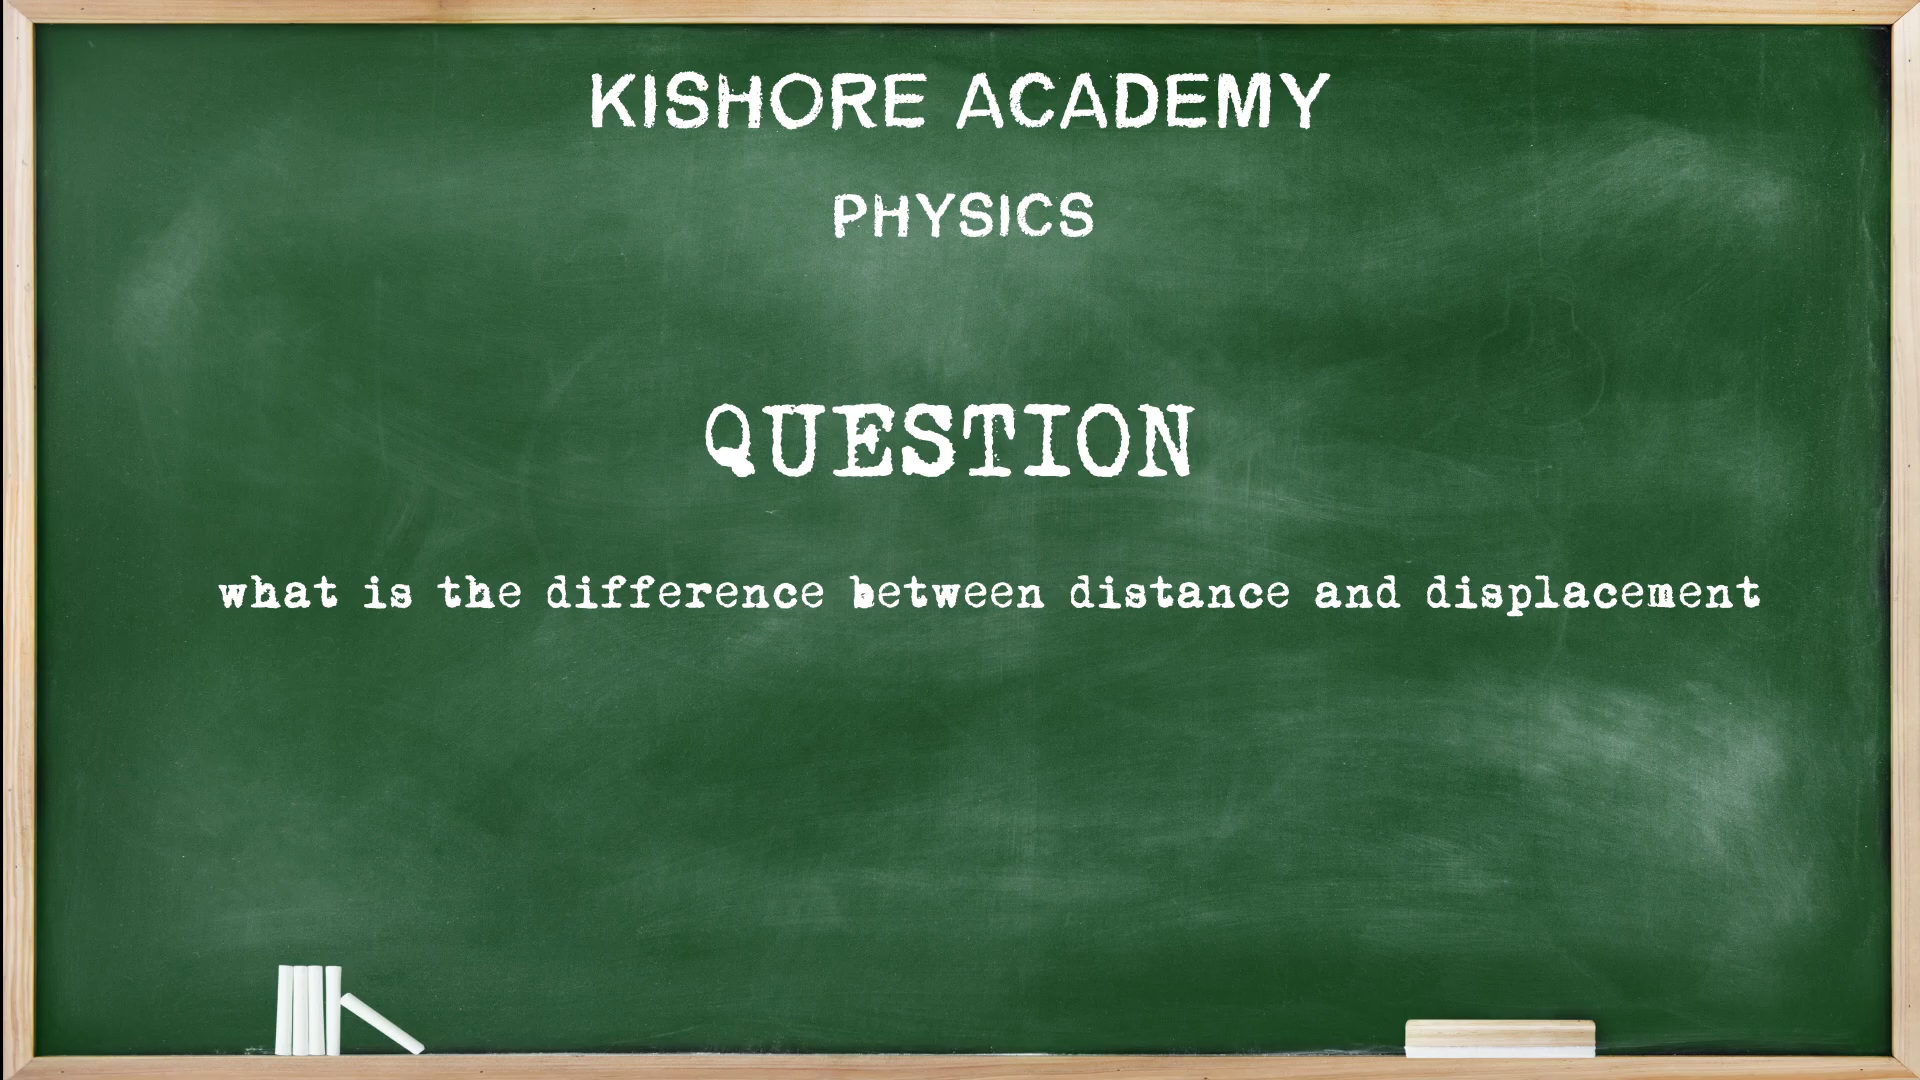 KISHORE ACADEMY
PHYSICS
QUESTION
what is the difference between distance and displacement